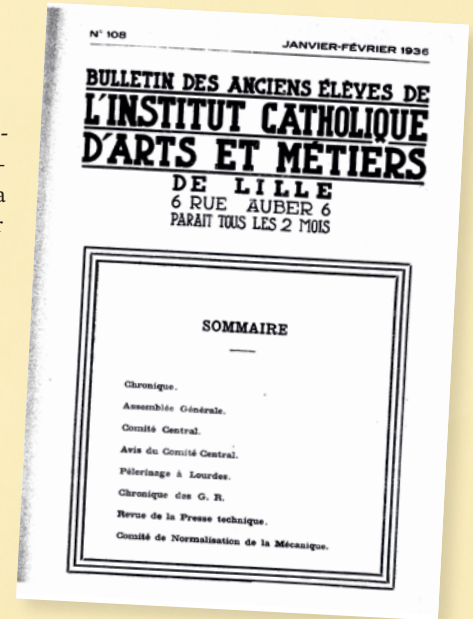 N° 108
JANVIER-FÉVRIER 1936
BULLETIN DES ANCIENS ÉLÈVES DE
L'INSTITUT CATHOLIQUE
D'ARTS ET MÉTIERS
DE LILLE
6 RUE AUBER 6
PARAIT TOUS LES 2 MOIS
SOMMAIRE
Chronique.
Assemblée Générale.
Comité Central.
Avis du Comité Central.
Pélerinage à Lourdes.
Chronique des G. R.
Revue de la Presse technique.
Comité de Normalisation de la Mécanique.